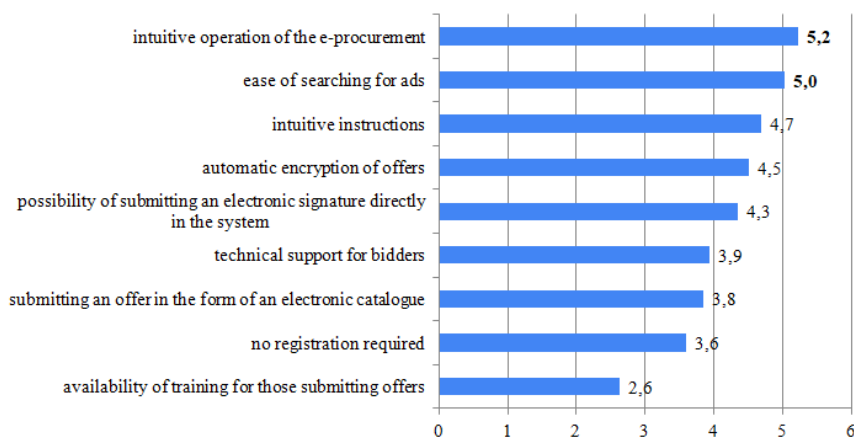 intuitive operation of the e-procurement
5,2
ease of searching for ads
5,0
intuitive instructions
4,7
automatic encryption of offers
4,5
possibility of submitting an electronic signature directly
in the system
4,3
technical support for bidders
3,9
submitting an offer in the form of an electronic catalogue
3,8
no registration required
3,6
availability of training for those submitting offers
2,6
0 1 2 3 4 5 6